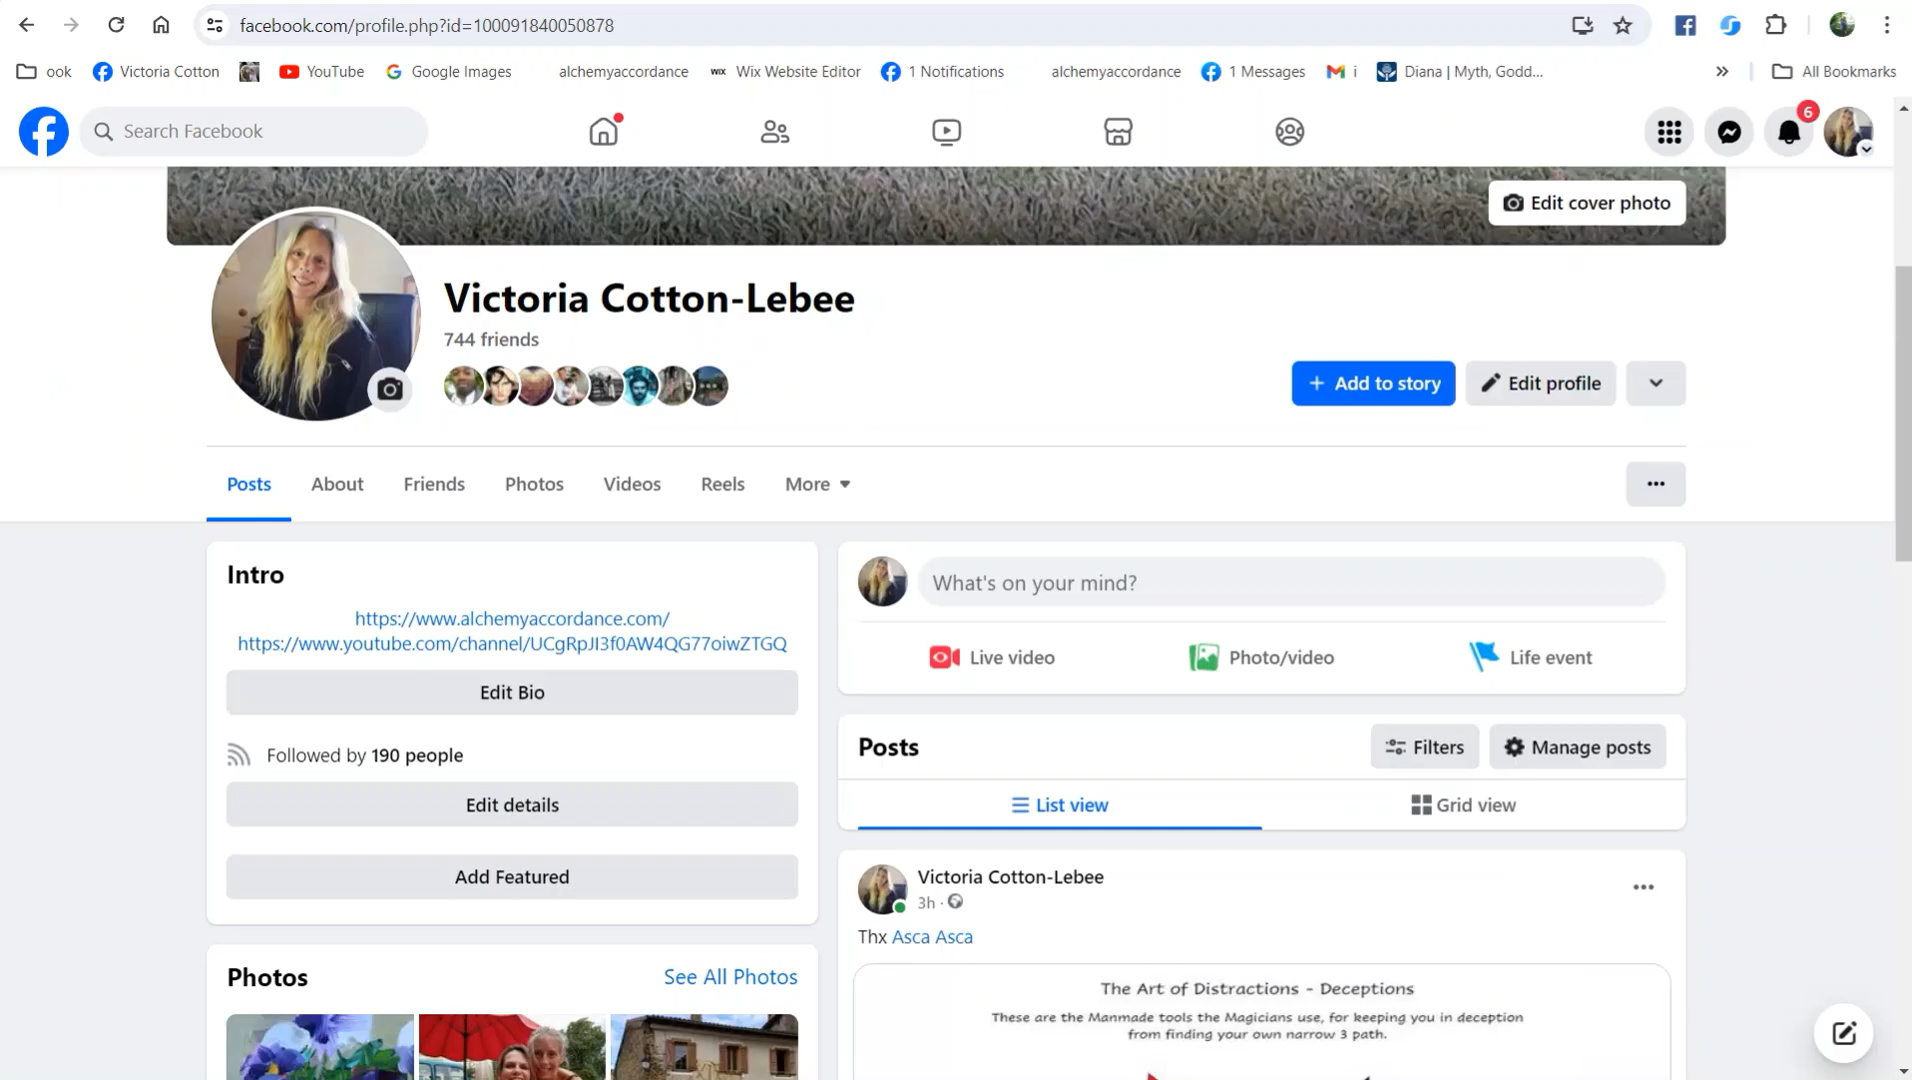 facebook.com/profile.php?id=100091840050878
ook
Victoria Cotton
YouTube
Google Images
alchemyaccordance
WIX Wix Website Editor
1 Notifications
alchemyaccordance
1 Messages
i
Diana | Myth, Godd...
»
All Bookmarks
Search Facebook
6
Edit cover photo
Victoria Cotton-Lebee
744 friends
+ Add to story
Edit profile
Posts
About
Friends
Photos
Videos
Reels
More
Intro
https://www.alchemyaccordance.com/
https://www.youtube.com/channel/UCgRpJI3f0AW4QG77oiwZTGQ
Edit Bio
Followed by 190 people
Edit details
Add Featured
Photos
See All Photos
What's on your mind?
Live video
Photo/video
Life event
Posts
Filters
Manage posts
List view
Grid view
Victoria Cotton-Lebee
3h ·
Thx Asca Asca
The Art of Distractions - Deceptions
These are the Manmade tools the Magicians use, for keeping you in deception
from finding your own narrow 3 path.